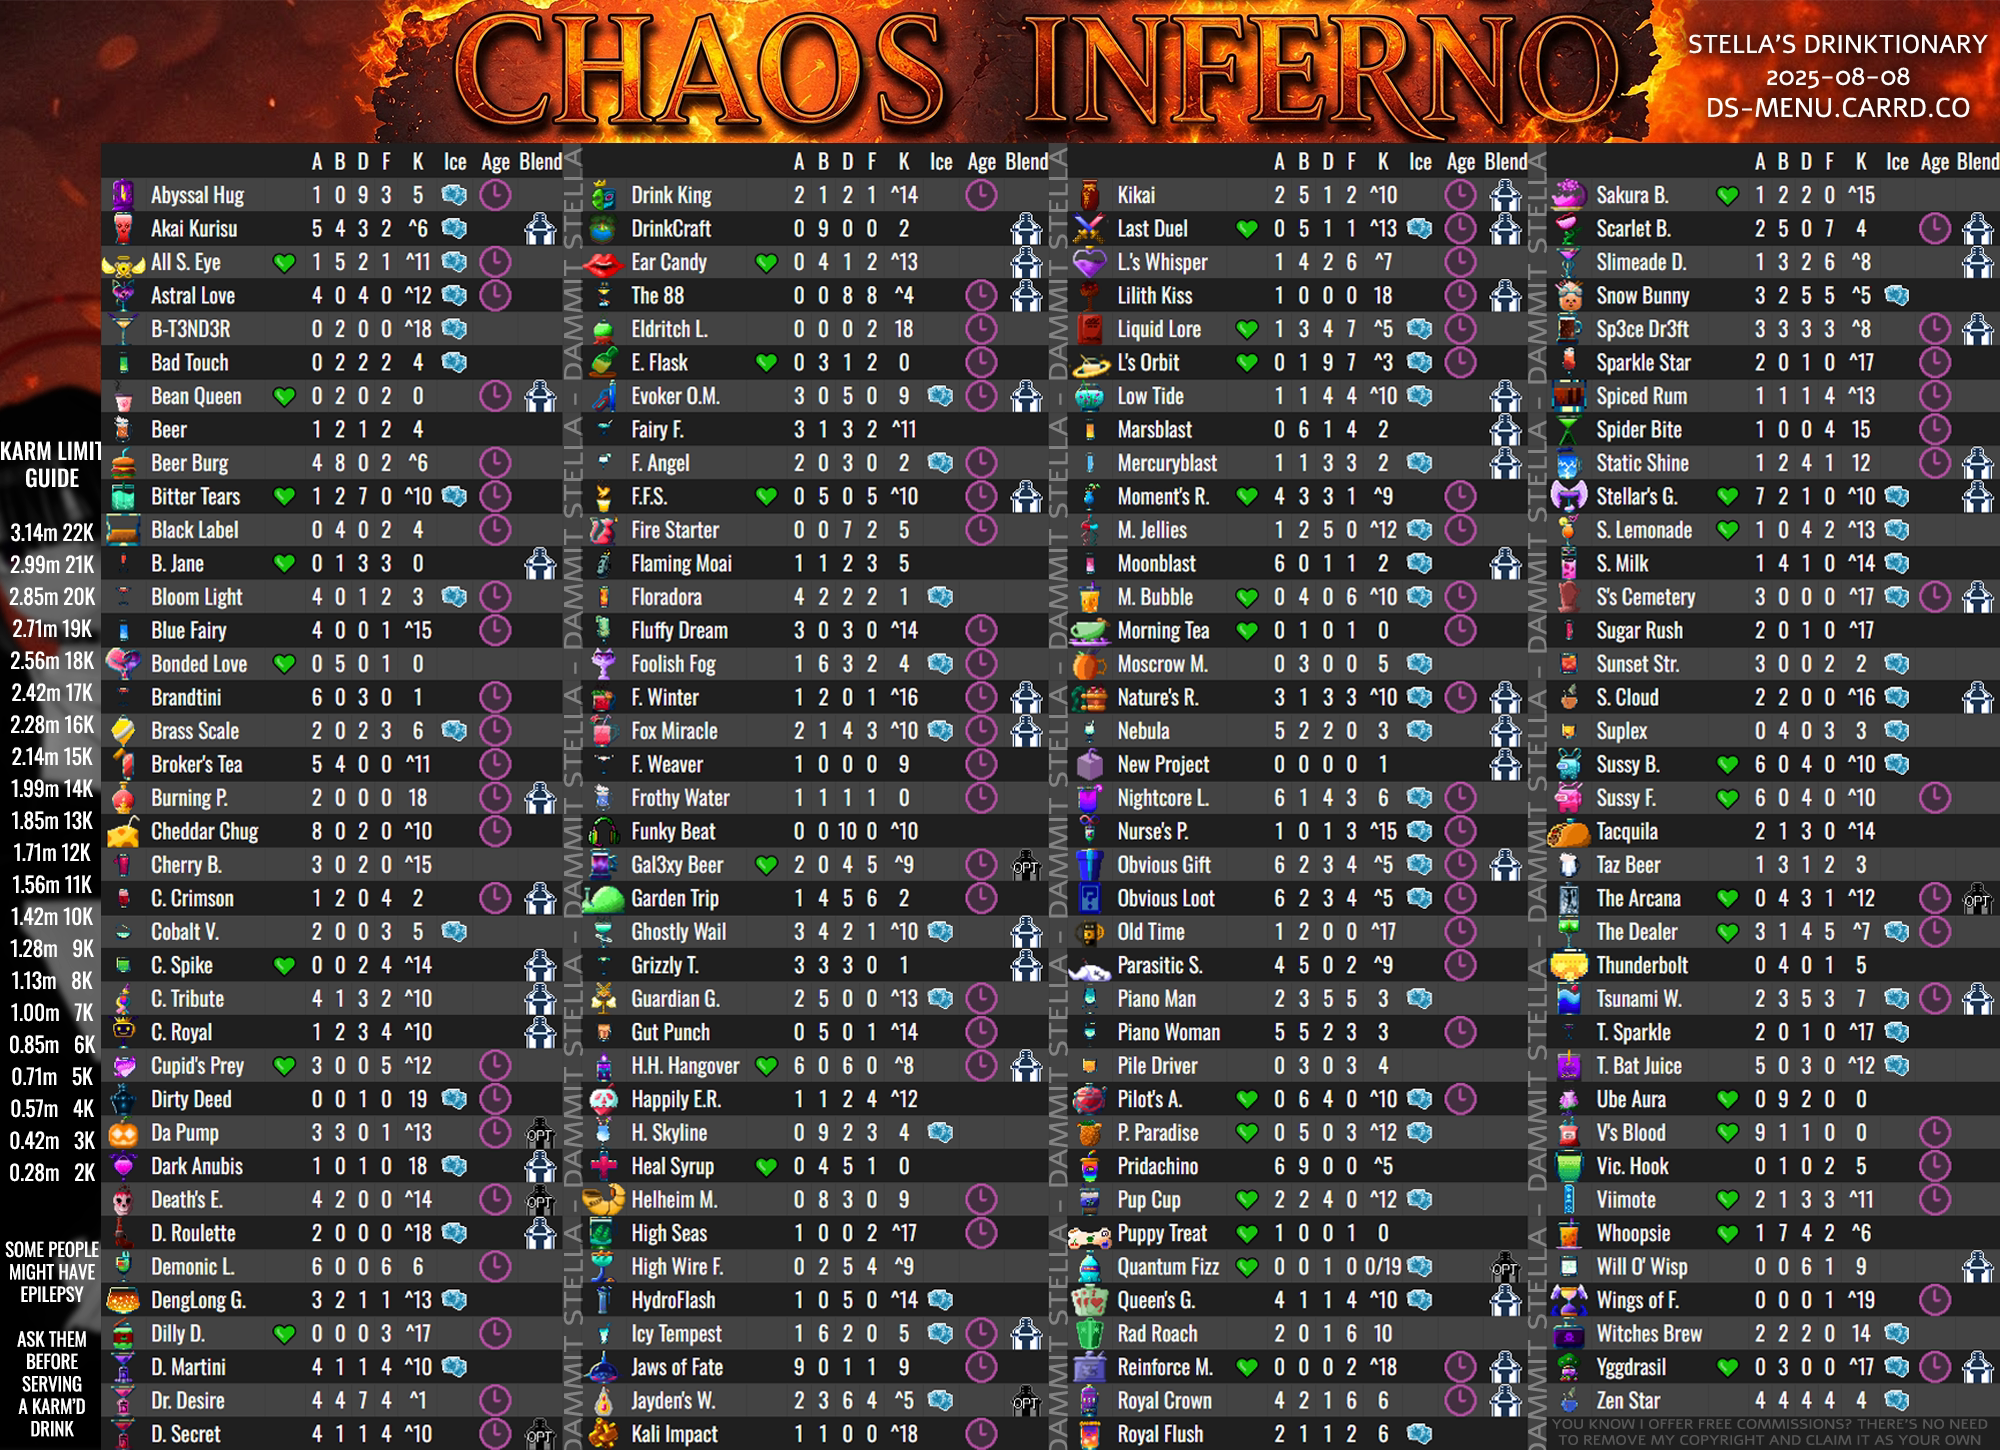 CHAOS INFERNO
STELLA'S DRINKTIONARY
2025-08-08
DS-MENU.CARRD.CO
KARM LIMIT
GUIDE
3.14m 22K
2.99m 21K
2.85m 20K
2.71m 19K
2.56m 18K
2.42m 17K
2.28m 16K
2.14m 15K
1.99m 14K
1.85m 13K
1.71m 12K
1.56m 11K
1.42m 10K
1.28m 9K
1.13m 8K
1.00m 7K
0.85m 6K
0.71m 5K
0.57m 4K
0.42m 3K
0.28m 2K
SOME PEOPLE
MIGHT HAVE
EPILEPSY
ASK THEM
BEFORE
SERVING
A KARM'D
DRINK
A B D F K Ice Age Blend
Abyssal Hug 1 0 9 3 5
Akai Kurisu 5 4 3 2 ^6
All S. Eye 1 5 2 1 ^11
Astral Love 4 0 4 0 ^12
B-T3ND3R 0 2 0 0 ^18
Bad Touch 0 2 2 2 4
Bean Queen 0 2 0 2 0
Beer 1 2 1 2 4
Beer Burg 4 8 0 2 ^6
Bitter Tears 1 2 7 0 ^10
Black Label 0 4 0 2 4
B. Jane 0 1 3 3 0
Bloom Light 4 0 1 2 3
Blue Fairy 4 0 0 1 ^15
Bonded Love 0 5 0 1 0
Brandtini 6 0 3 0 1
Brass Scale 2 0 2 3 6
Broker's Tea 5 4 0 0 ^11
Burning P. 2 0 0 0 18
Cheddar Chug 8 0 2 0 ^10
Cherry B. 3 0 2 0 ^15
C. Crimson 1 2 0 4 2
Cobalt V. 2 0 0 3 5
C. Spike 0 0 2 4 ^14
C. Tribute 4 1 3 2 ^10
C. Royal 1 2 3 4 ^10
Cupid's Prey 3 0 0 5 ^12
Dirty Deed 0 0 1 0 19
Da Pump 3 3 0 1 ^13 OPT
Dark Anubis 1 0 1 0 18
Death's E. 4 2 0 0 ^14 OPT
D. Roulette 2 0 0 0 ^18
Demonic L. 6 0 0 6 6
DengLong G. 3 2 1 1 ^13
Dilly D. 0 0 0 3 ^17
D. Martini 4 1 1 4 ^10
Dr. Desire 4 4 7 4 ^1
D. Secret 4 1 1 4 ^10 OPT
DAMMIT STELLA - DAMMIT STELLA - DAMMIT STELLA - DAMMIT STELLA - DAMMIT STELLA
A B D F K Ice Age Blend
Drink King 2 1 2 1 ^14
DrinkCraft 0 9 0 0 2
Ear Candy 0 4 1 2 ^13
The 88 0 0 8 8 ^4
Eldritch L. 0 0 0 2 18
E. Flask 0 3 1 2 0
Evoker O.M. 3 0 5 0 9
Fairy F. 3 1 3 2 ^11
F. Angel 2 0 3 0 2
F.F.S. 0 5 0 5 ^10
Fire Starter 0 0 7 2 5
Flaming Moai 1 1 2 3 5
Floradora 4 2 2 2 1
Fluffy Dream 3 0 3 0 ^14
Foolish Fog 1 6 3 2 4
F. Winter 1 2 0 1 ^16
Fox Miracle 2 1 4 3 ^10
F. Weaver 1 0 0 0 9
Frothy Water 1 1 1 1 0
Funky Beat 0 0 10 0 ^10
Gal3xy Beer 2 0 4 5 ^9 OPT
Garden Trip 1 4 5 6 2
Ghostly Wail 3 4 2 1 ^10
Grizzly T. 3 3 3 0 1
Guardian G. 2 5 0 0 ^13
Gut Punch 0 5 0 1 ^14
H.H. Hangover 6 0 6 0 ^8
Happily E.R. 1 1 2 4 ^12
H. Skyline 0 9 2 3 4
Heal Syrup 0 4 5 1 0
Helheim M. 0 8 3 0 9
High Seas 1 0 0 2 ^17
High Wire F. 0 2 5 4 ^9
HydroFlash 1 0 5 0 ^14
Icy Tempest 1 6 2 0 5
Jaws of Fate 9 0 1 1 9
Jayden's W. 2 3 6 4 ^5 OPT
Kali Impact 1 1 0 0 ^18
DAMMIT STELLA - DAMMIT STELLA - DAMMIT STELLA - DAMMIT STELLA - DAMMIT STELLA
A B D F K Ice Age Blend
Kikai 2 5 1 2 ^10
Last Duel 0 5 1 1 ^13
L.'s Whisper 1 4 2 6 ^7
Lilith Kiss 1 0 0 0 18
Liquid Lore 1 3 4 7 ^5
L's Orbit 0 1 9 7 ^3
Low Tide 1 1 4 4 ^10
Marsblast 0 6 1 4 2
Mercuryblast 1 1 3 3 2
Moment's R. 4 3 3 1 ^9
M. Jellies 1 2 5 0 ^12
Moonblast 6 0 1 1 2
M. Bubble 0 4 0 6 ^10
Morning Tea 0 1 0 1 0
Moscrow M. 0 3 0 0 5
Nature's R. 3 1 3 3 ^10
Nebula 5 2 2 0 3
New Project 0 0 0 0 1
Nightcore L. 6 1 4 3 6
Nurse's P. 1 0 1 3 ^15
Obvious Gift 6 2 3 4 ^5
Obvious Loot 6 2 3 4 ^5
Old Time 1 2 0 0 ^17
Parasitic S. 4 5 0 2 ^9
Piano Man 2 3 5 5 3
Piano Woman 5 5 2 3 3
Pile Driver 0 3 0 3 4
Pilot's A. 0 6 4 0 ^10
P. Paradise 0 5 0 3 ^12
Pridachino 6 9 0 0 ^5
Pup Cup 2 2 4 0 ^12
Puppy Treat 1 0 0 1 0
Quantum Fizz 0 0 1 0 0/19 OPT
Queen's G. 4 1 1 4 ^10
Rad Roach 2 0 1 6 10
Reinforce M. 0 0 0 2 ^18
Royal Crown 4 2 1 6 6
Royal Flush 2 1 1 2 6
DAMMIT STELLA - DAMMIT STELLA - DAMMIT STELLA - DAMMIT STELLA - DAMMIT STELLA
A B D F K Ice Age Blend
Sakura B. 1 2 2 0 ^15
Scarlet B. 2 5 0 7 4
Slimeade D. 1 3 2 6 ^8
Snow Bunny 3 2 5 5 ^5
Sp3ce Dr3ft 3 3 3 3 ^8
Sparkle Star 2 0 1 0 ^17
Spiced Rum 1 1 1 4 ^13
Spider Bite 1 0 0 4 15
Static Shine 1 2 4 1 12
Stellar's G. 7 2 1 0 ^10
S. Lemonade 1 0 4 2 ^13
S. Milk 1 4 1 0 ^14
S's Cemetery 3 0 0 0 ^17
Sugar Rush 2 0 1 0 ^17
Sunset Str. 3 0 0 2 2
S. Cloud 2 2 0 0 ^16
Suplex 0 4 0 3 3
Sussy B. 6 0 4 0 ^10
Sussy F. 6 0 4 0 ^10
Tacquila 2 1 3 0 ^14
Taz Beer 1 3 1 2 3
The Arcana 0 4 3 1 ^12 OPT
The Dealer 3 1 4 5 ^7
Thunderbolt 0 4 0 1 5
Tsunami W. 2 3 5 3 7
T. Sparkle 2 0 1 0 ^17
T. Bat Juice 5 0 3 0 ^12
Ube Aura 0 9 2 0 0
V's Blood 9 1 1 0 0
Vic. Hook 0 1 0 2 5
Viimote 2 1 3 3 ^11
Whoopsie 1 7 4 2 ^6
Will O' Wisp 0 0 6 1 9
Wings of F. 0 0 0 1 ^19
Witches Brew 2 2 2 0 14
Yggdrasil 0 3 0 0 ^17
Zen Star 4 4 4 4 4
YOU KNOW I OFFER FREE COMMISSIONS? THERE'S NO NEED
TO REMOVE MY COPYRIGHT AND CLAIM IT AS YOUR OWN